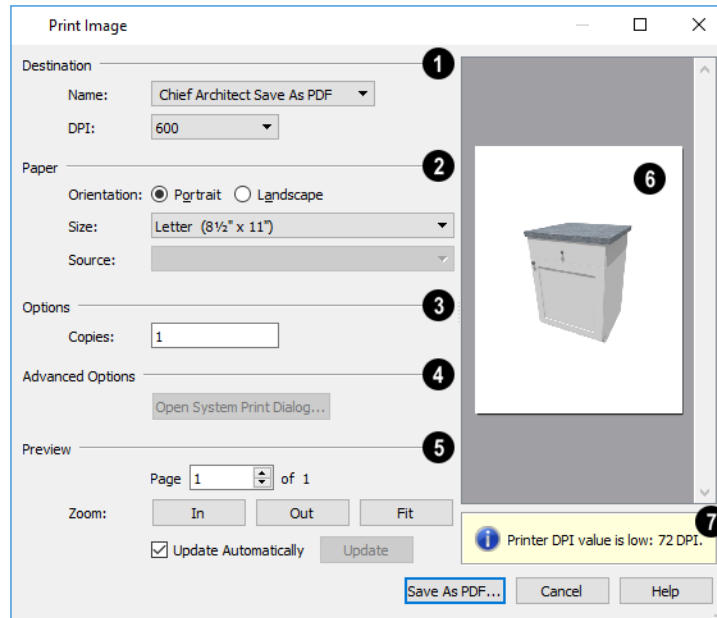 Print Image
Destination 1
Name: Chief Architect Save As PDF
DPI: 600
Paper 2
Orientation: Portrait Landscape
Size: Letter (8½" x 11")
Source:
Options 3
Copies: 1
Advanced Options 4
Open System Print Dialog...
Preview 5
Page 1 of 1
Zoom: In Out Fit
Update Automatically Update
6
7
Printer DPI value is low: 72 DPI.
Save As PDF... Cancel Help